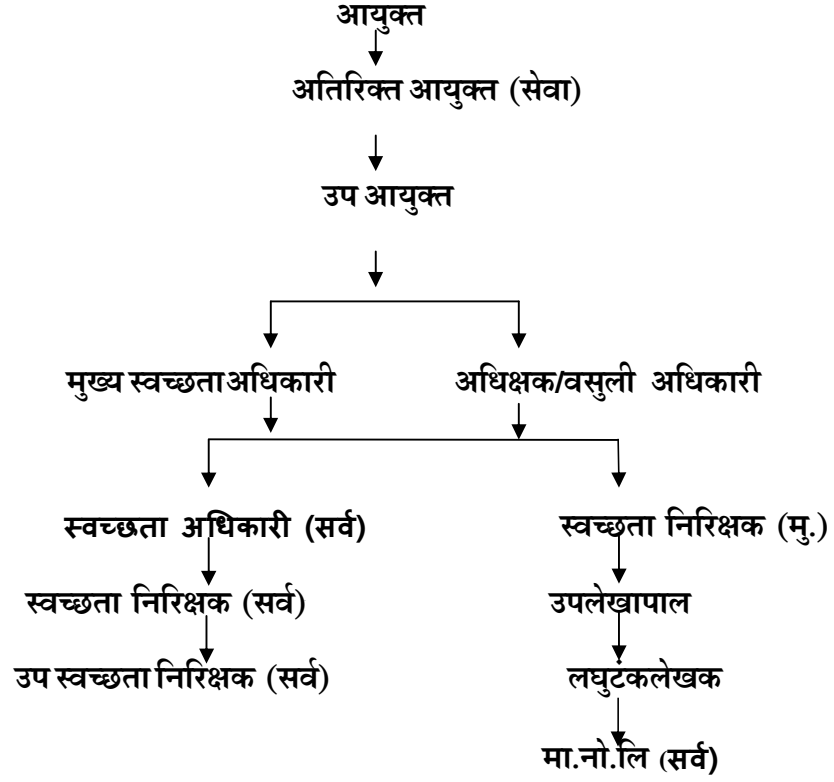 आयुक्त
अतिरिक्त आयुक्त (सेवा)
उप आयुक्त
मुख्य स्वच्छता अधिकारी
अधिक्षक/वसुली अधिकारी
स्वच्छता अधिकारी (सर्व)
स्वच्छता निरिक्षक (मु.)
स्वच्छता निरिक्षक (सर्व)
उपलेखापाल
उप स्वच्छता निरिक्षक (सर्व)
लघुटंकलेखक
मा.नो.लि (सर्व)